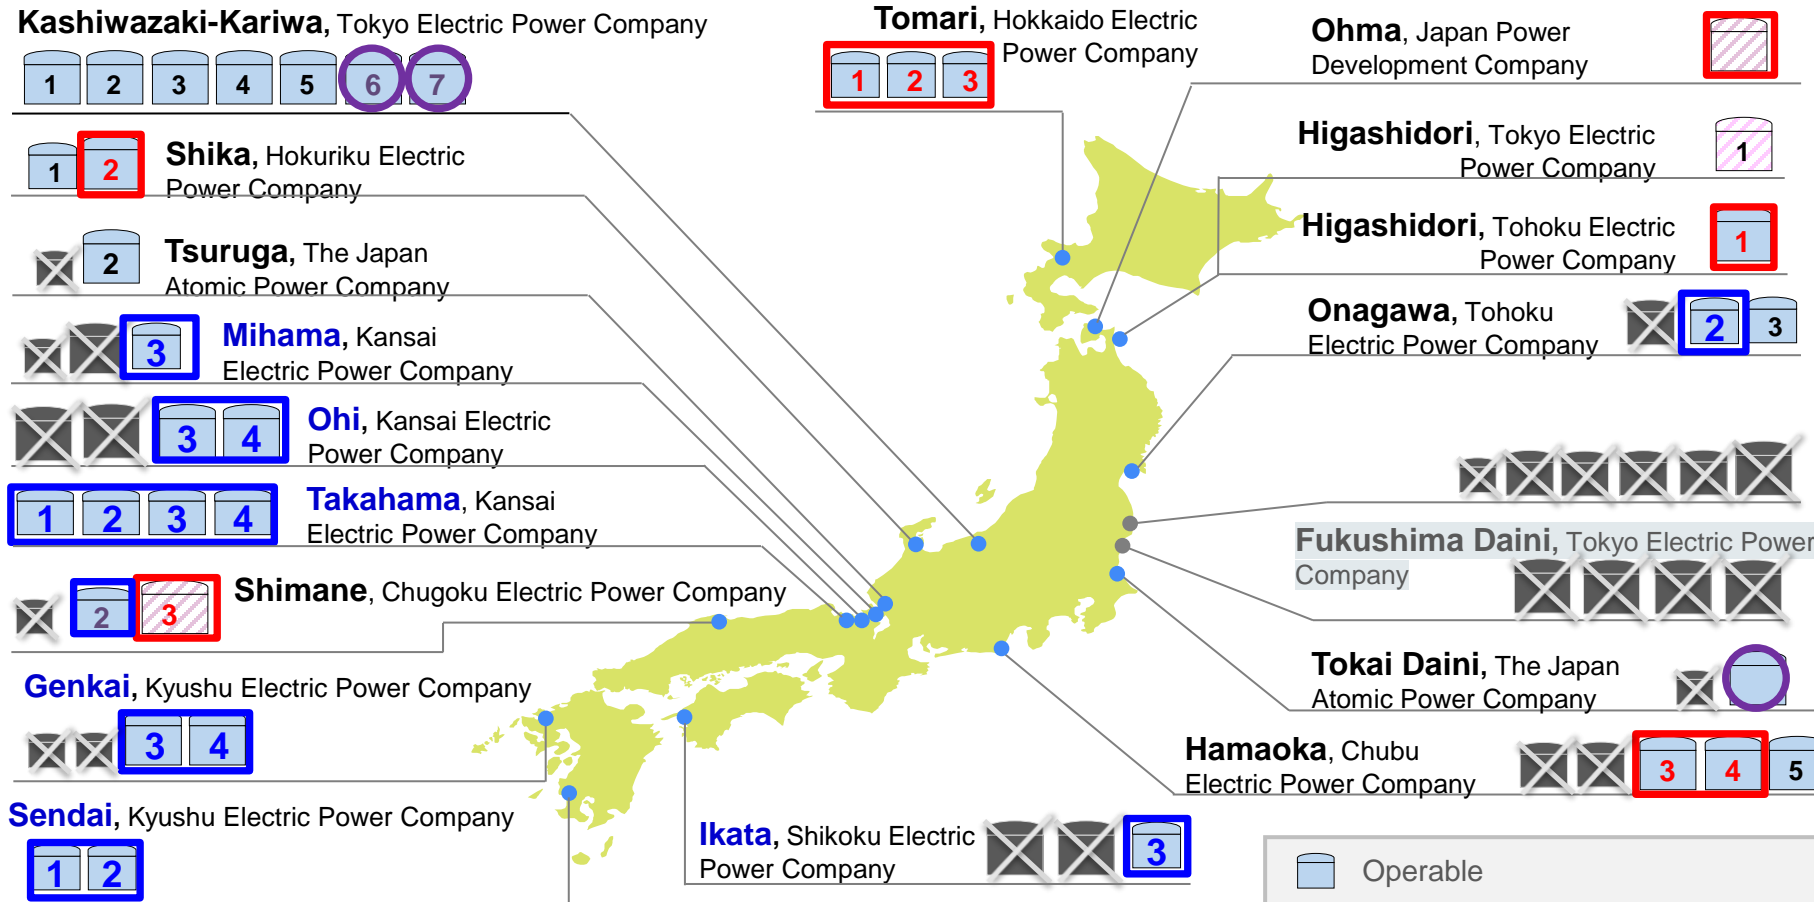 Kashiwazaki-Kariwa, Tokyo Electric Power Company
1 2 3 4 5 6 7
1 2
Shika, Hokuriku Electric
Power Company
2
Tsuruga, The Japan
Atomic Power Company
3
Mihama, Kansai
Electric Power Company
3 4
Ohi, Kansai Electric
Power Company
1 2 3 4
Takahama, Kansai
Electric Power Company
2 3
Shimane, Chugoku Electric Power Company
Genkai, Kyushu Electric Power Company
3 4
Sendai, Kyushu Electric Power Company
1 2
Tomari, Hokkaido Electric
Power Company
1 2 3
Ohma, Japan Power
Development Company
Higashidori, Tokyo Electric
Power Company
1
Higashidori, Tohoku Electric
Power Company
1
Onagawa, Tohoku
Electric Power Company
2 3
Fukushima Daini, Tokyo Electric Power
Company
Tokai Daini, The Japan
Atomic Power Company
Hamaoka, Chubu
Electric Power Company
3 4 5
Ikata, Shikoku Electric
Power Company
3
Operable